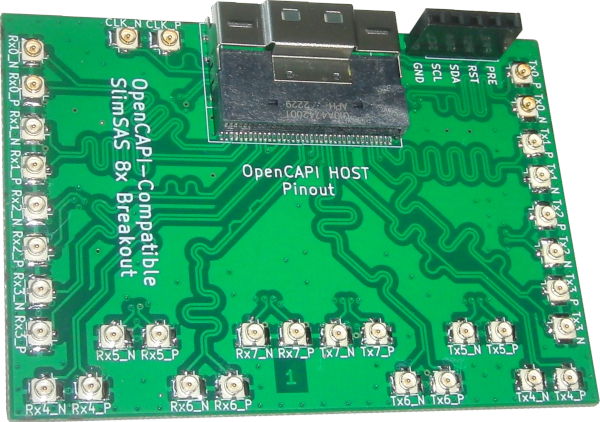 CLK_N
CLK_P
APH 2229
GND
SCL
SDA
RST
PRE
OpenCAPI-Compatible
SlimSAS 8x Breakout
OpenCAPI HOST
Pinout
Rx0_N
Rx0_P
Rx1_N
Rx1_P
Rx2_N
Rx2_P
Rx3_N
Rx3_P
Tx0_P
Tx0_N
Tx1_P
Tx1_N
Tx2_P
Tx2_N
Tx3_P
Tx3_N
Rx5_N
Rx5_P
Rx7_N
Rx7_P
Tx7_N
Tx7_P
Tx5_N
Tx5_P
Rx4_N
Rx4_P
Rx6_N
Rx6_P
1
Tx6_N
Tx6_P
Tx4_N
Tx4_P